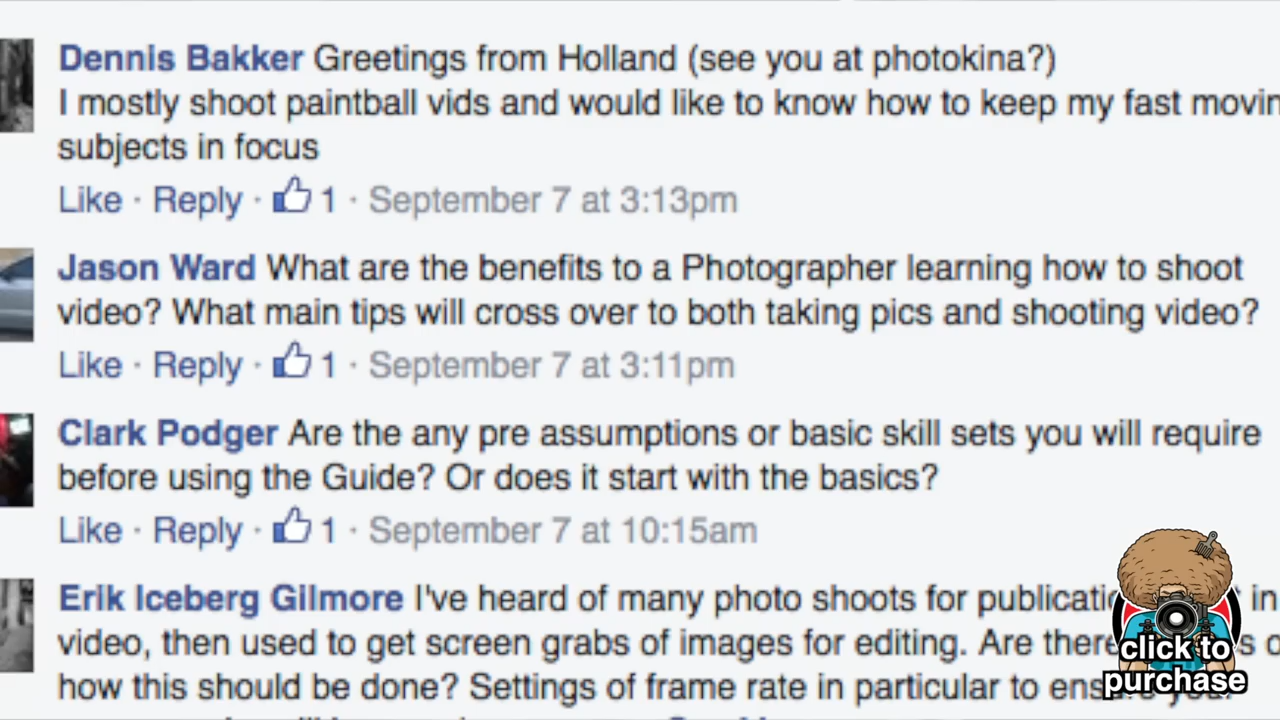 Dennis Bakker Greetings from Holland (see you at photokina?)
I mostly shoot paintball vids and would like to know how to keep my fast movin
subjects in focus
Like · Reply · 1 · September 7 at 3:13pm
Jason Ward What are the benefits to a Photographer learning how to shoot
video? What main tips will cross over to both taking pics and shooting video?
Like · Reply · 1 · September 7 at 3:11pm
Clark Podger Are the any pre assumptions or basic skill sets you will require
before using the Guide? Or does it start with the basics?
Like · Reply · 1 · September 7 at 10:15am
Erik Iceberg Gilmore I've heard of many photo shoots for in
video, then used to get screen grabs of images for editing. Are
how this should be done? Settings of frame rate in particular to
click to
purchase